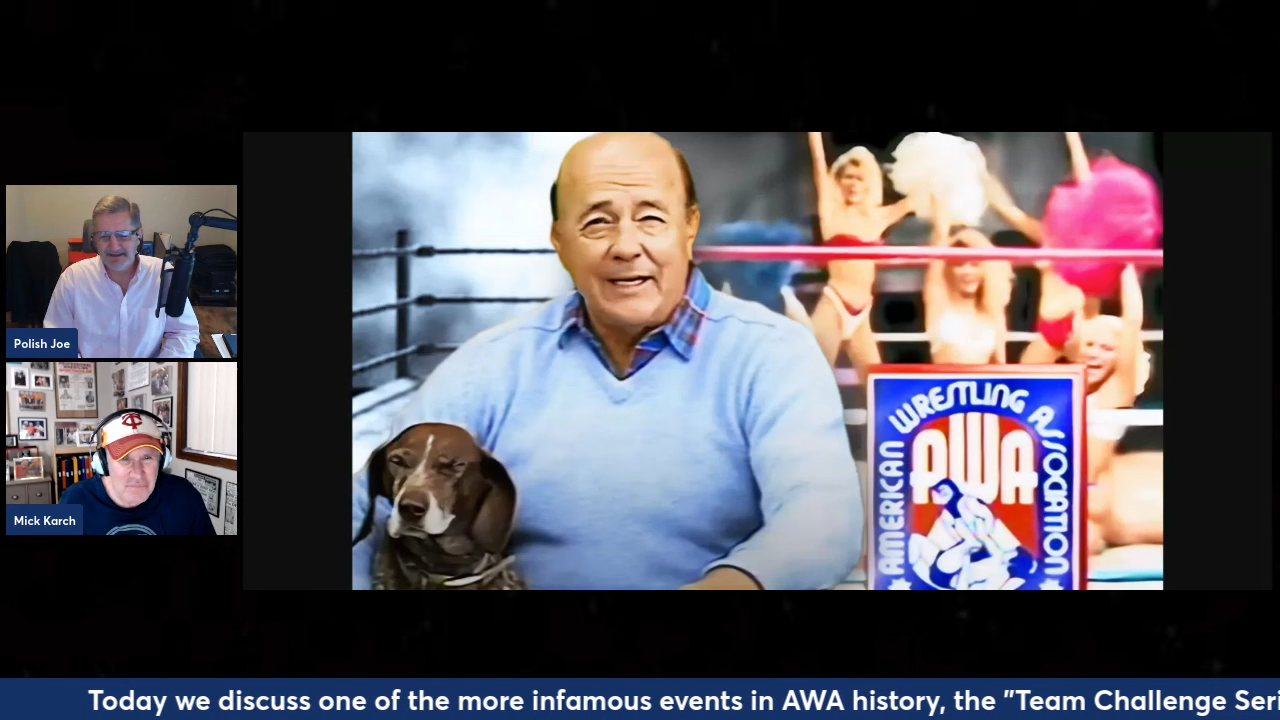 Polish Joe
Mick Karch
AMERICAN WRESTLING ASSOCIATION
AWA
Today we discuss one of the more infamous events in AWA history, the "Team Challenge Seri